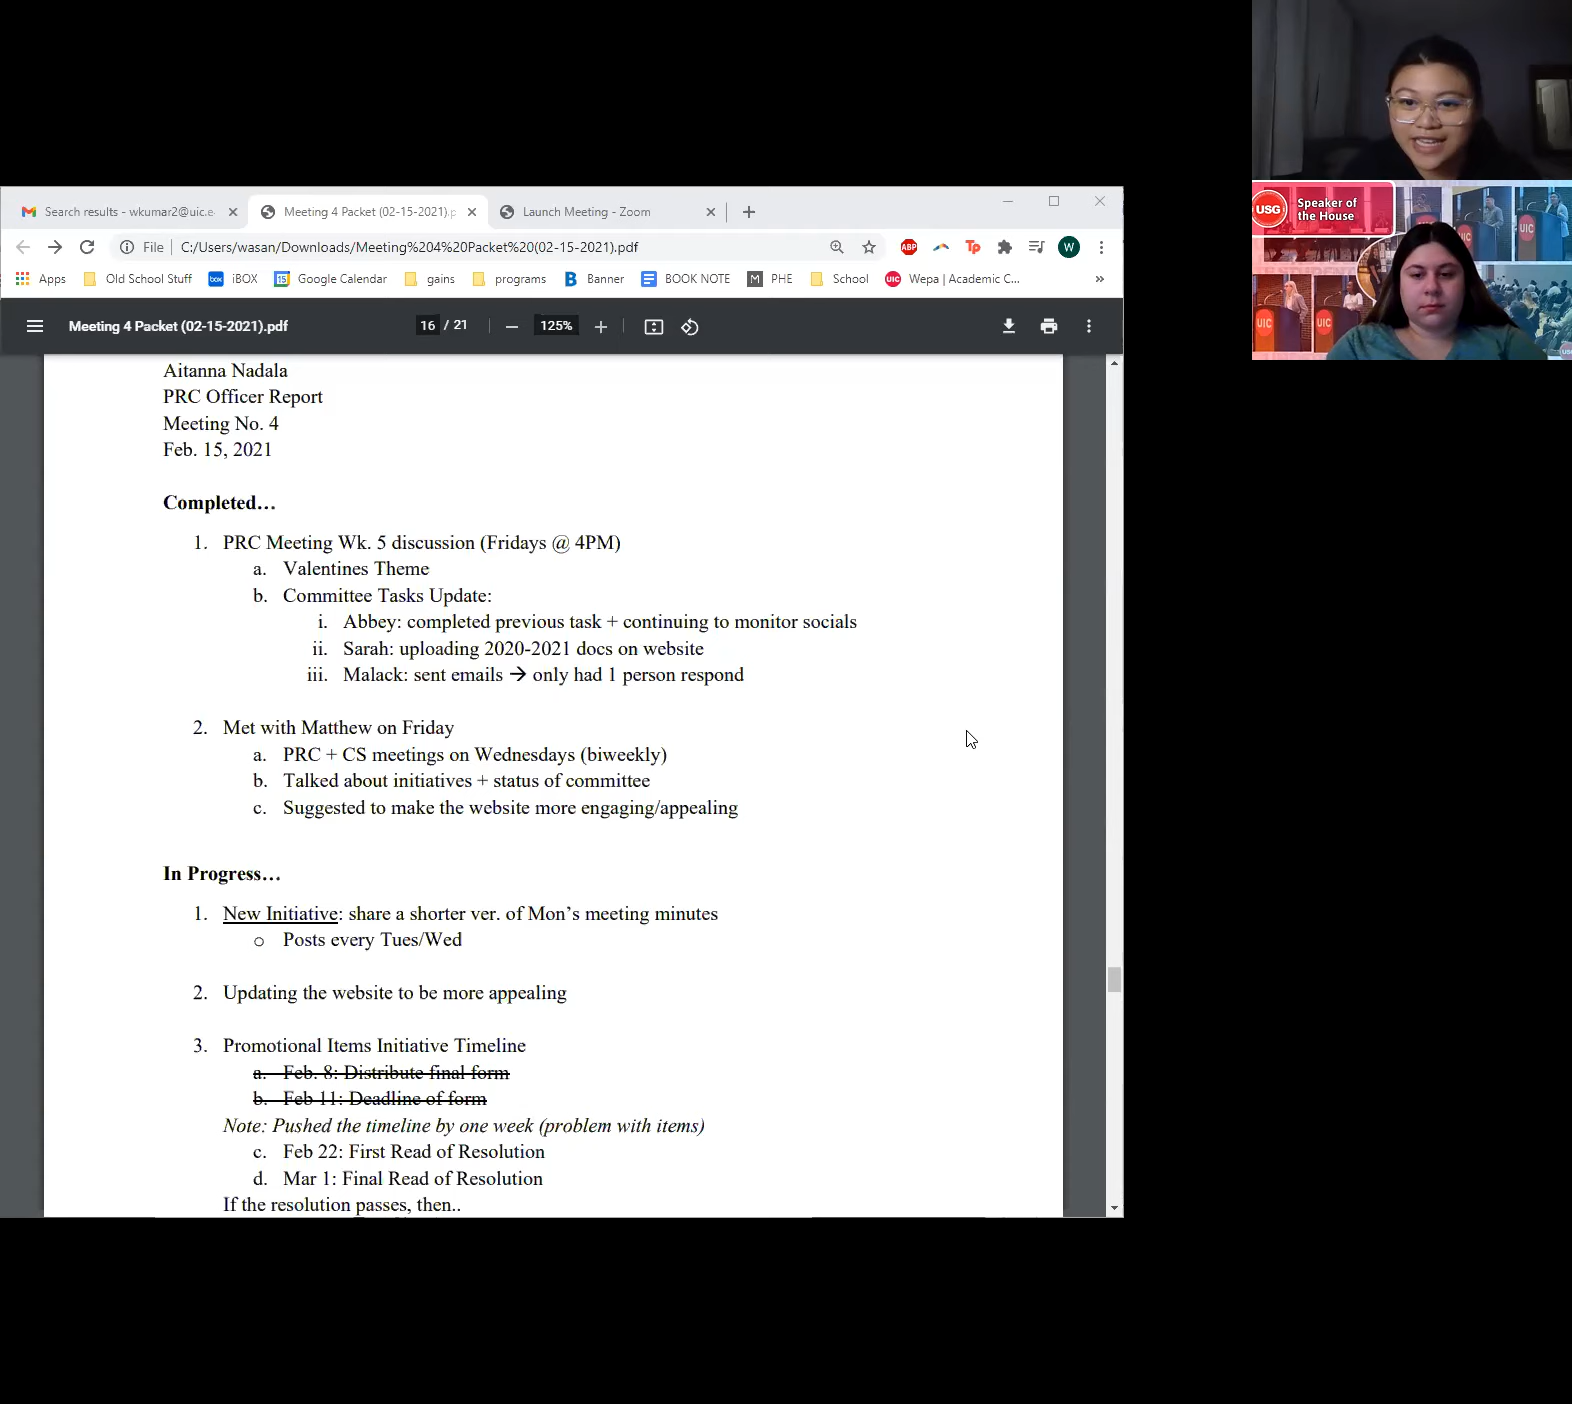 Search results - wkumar2@uic.e
Meeting 4 Packet (02-15-2021).p
Launch Meeting - Zoom
File
C:/Users/wasan/Downloads/Meeting%204%20Packet%20(02-15-2021).pdf
ABP
Tp
W
Apps
Old School Stuff
box
iBOX
Google Calendar
gains
programs
B
Banner
BOOK NOTE
M
PHE
School
UIC
Wepa | Academic C...
»
Meeting 4 Packet (02-15-2021).pdf
16 / 21
125%
Aitanna Nadala
PRC Officer Report
Meeting No. 4
Feb. 15, 2021
Completed…
1. PRC Meeting Wk. 5 discussion (Fridays @ 4PM)
a. Valentines Theme
b. Committee Tasks Update:
i. Abbey: completed previous task + continuing to monitor socials
ii. Sarah: uploading 2020-2021 docs on website
iii. Malack: sent emails → only had 1 person respond
2. Met with Matthew on Friday
a. PRC + CS meetings on Wednesdays (biweekly)
b. Talked about initiatives + status of committee
c. Suggested to make the website more engaging/appealing
In Progress…
1. New Initiative: share a shorter ver. of Mon's meeting minutes
o Posts every Tues/Wed
2. Updating the website to be more appealing
3. Promotional Items Initiative Timeline
a. Feb. 8: Distribute final form
b. Feb 11: Deadline of form
Note: Pushed the timeline by one week (problem with items)
c. Feb 22: First Read of Resolution
d. Mar 1: Final Read of Resolution
If the resolution passes, then..
USG
Speaker of
the House
UIC
UIC
UIC
UIC